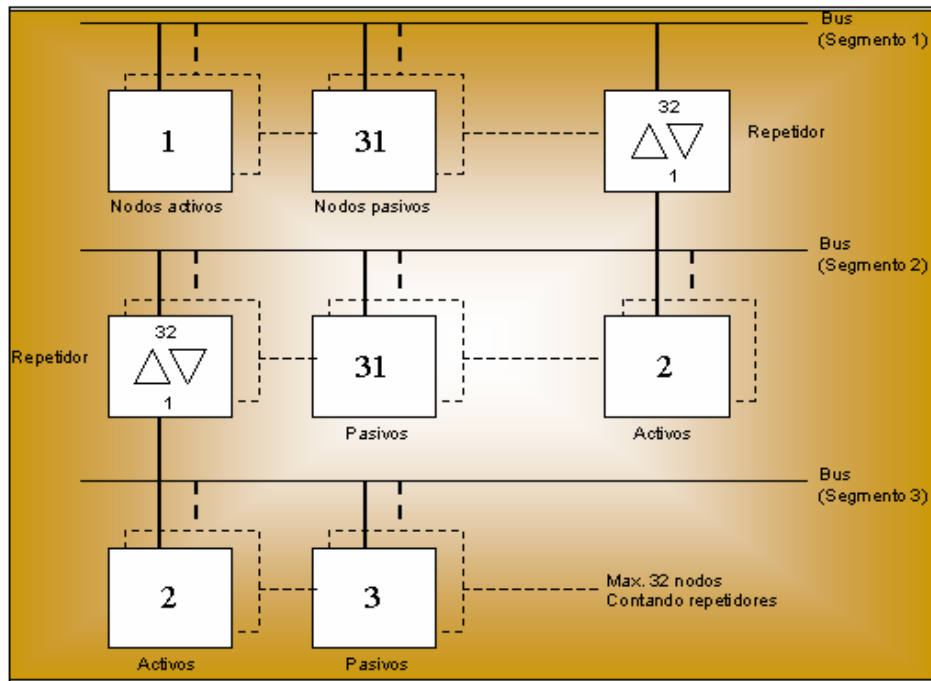 Bus
(Segmento 1)
1
31
32
1
Repetidor
Nodos activos
Nodos pasivos
Bus
(Segmento 2)
Repetidor
32
1
31
2
Pasivos
Activos
Bus
(Segmento 3)
2
3
Max. 32 nodos
Contando repetidores
Activos
Pasivos